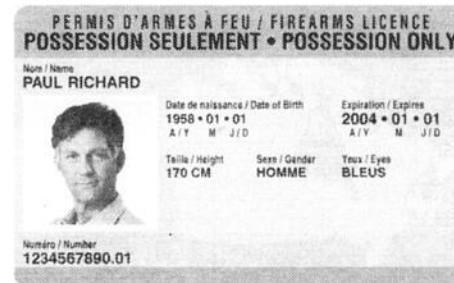 PERMIS D'ARMES À FEU / FIREARMS LICENCE
POSSESSION SEULEMENT • POSSESSION ONLY
Nom / Name
PAUL RICHARD
Date de naissance / Date of Birth
1958 • 01 • 01
A / Y M J / D
Expiration / Expires
2004 • 01 • 01
A / Y M J / D
Taille / Height
170 CM
Sexe / Gender
HOMME
Yeux / Eyes
BLEUS
Numéro / Number
1234567890.01